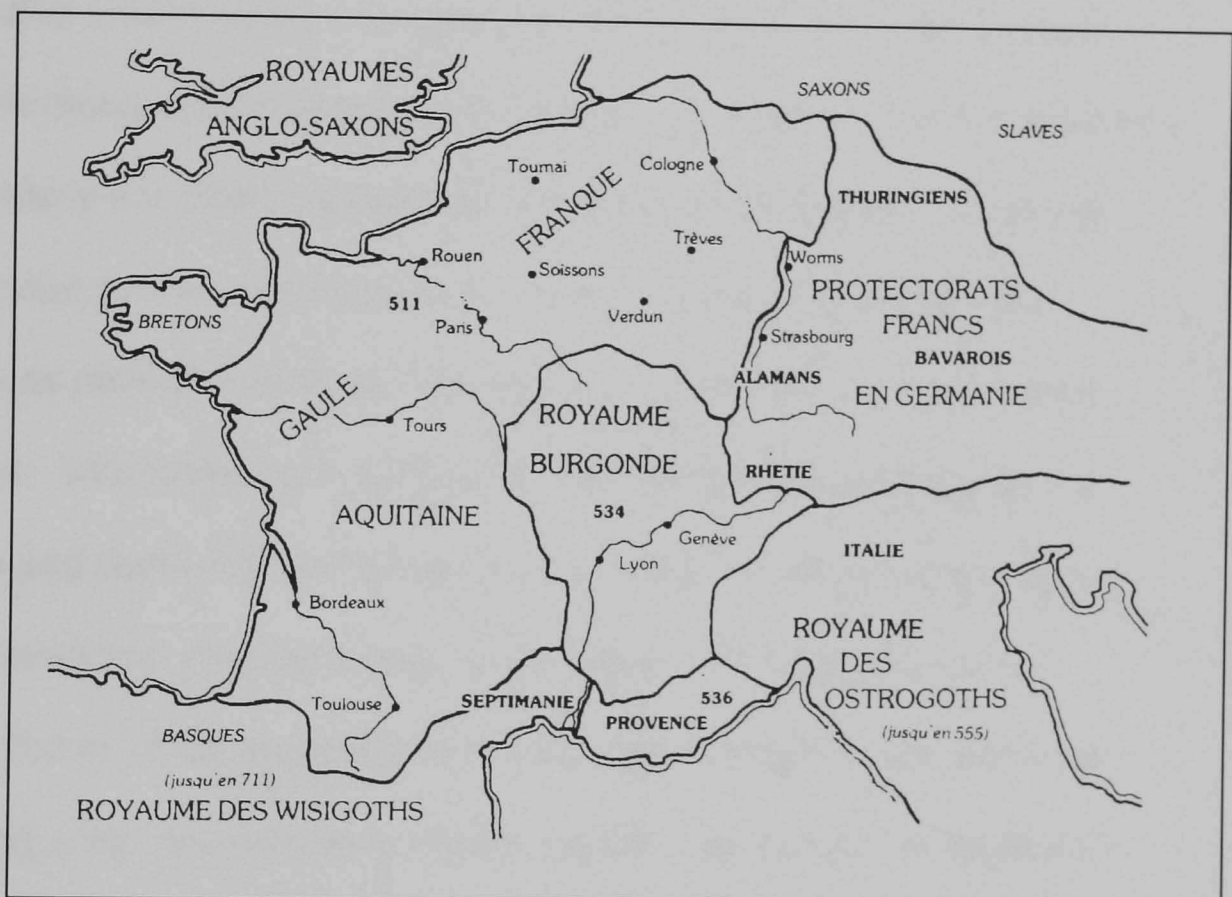 ROYAUMES
ANGLO-SAXONS
SAXONS
SLAVES
Tournai
Cologne
FRANQUE
THURINGIENS
Trèves
Rouen
Soissons
Worms
511
PROTECTORATS
FRANCS
Verdun
BRETONS
Paris
Strasbourg
BAVAROIS
ALAMANS
EN GERMANIE
GAULE
ROYAUME
BURGONDE
Tours
RHETIE
AQUITAINE
534
Genève
ITALIE
Lyon
Bordeaux
ROYAUME
DES
OSTROGOTHS
(jusqu'en 555)
SEPTIMANIE
536
Toulouse
PROVENCE
BASQUES
(jusqu'en 711)
ROYAUME DES WISIGOTHS